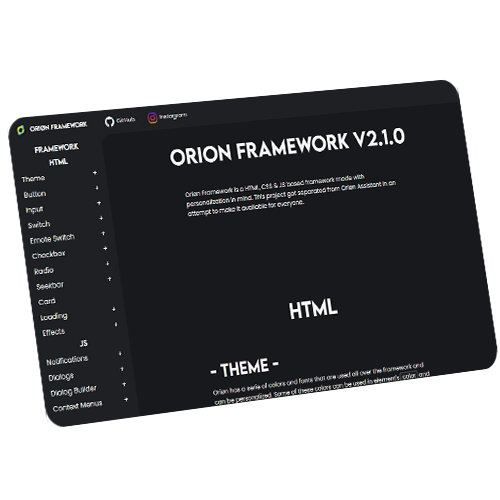 ORION FRAMEWORK
GitHub
Instagram
FRAMEWORK
HTML
Theme +
Button +
Input +
Switch +
Emote Switch +
Checkbox +
Radio +
Seekbar +
Card
Loading +
Effects +
JS
Notifications +
Dialogs +
Dialog Builder +
Context Menus +
ORION FRAMEWORK V2.1.0
Orion Framework is a HTML, CSS & JS based framework made with
personalization in mind. This project got separated from Orion Assistant in an
attempt to make it available for everyone.
HTML
- THEME -
Orion has a serie of colors and fonts that are used all over the framework and
can be personalized. Some of these colors can be used in element's 'color' and